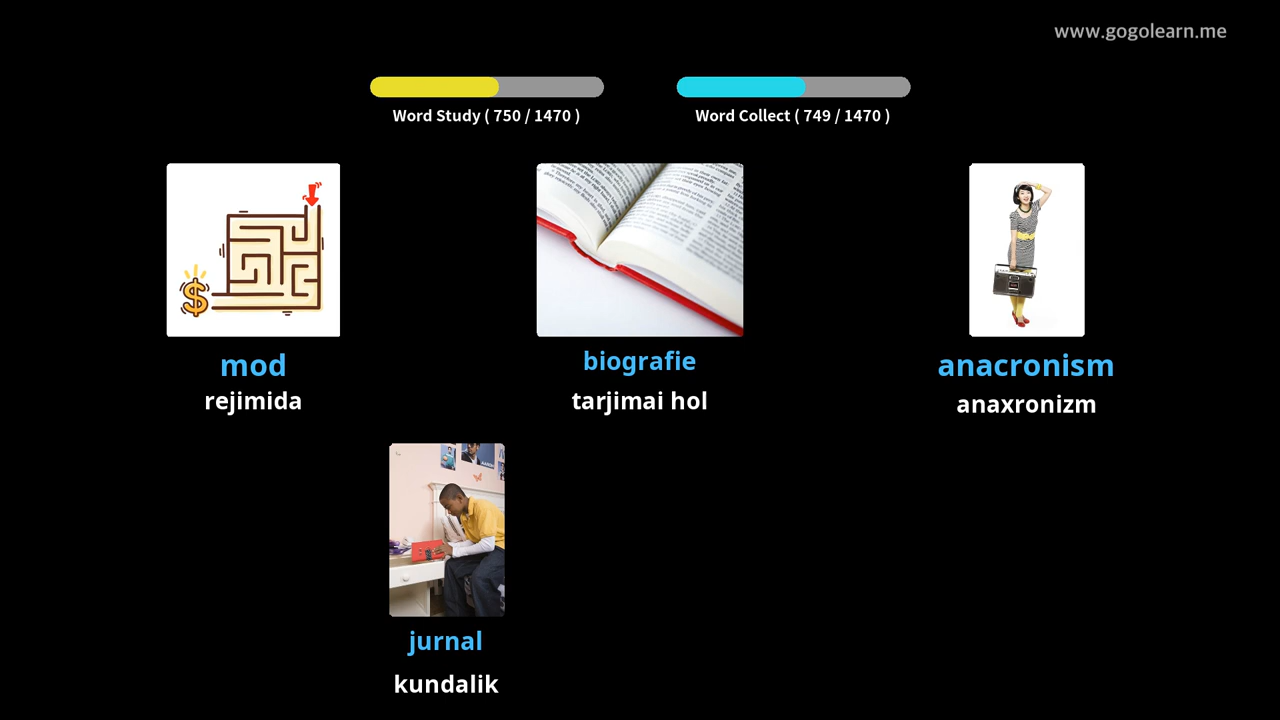 www.gogolearn.me
Word Study ( 750 / 1470 )
Word Collect ( 749 / 1470 )
mod
rejimida
biografie
tarjimai hol
anacronism
anaxronizm
jurnal
kundalik